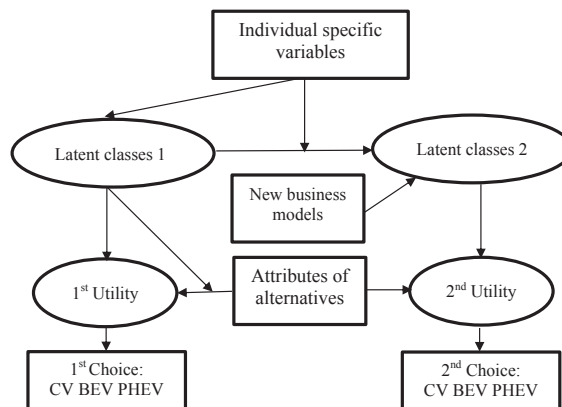 Individual specific
variables
Latent classes 1
Latent classes 2
New business
models
1st Utility
Attributes of
alternatives
2nd Utility
1st Choice:
CV BEV PHEV
2nd Choice:
CV BEV PHEV